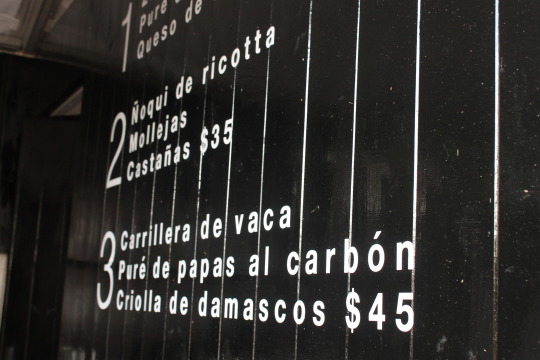 1
Puré
Queso de
2 Ñoqui de ricotta
Mollejas
Castañas $35
3 Carrillera de vaca
Puré de papas al carbón
Criolla de damascos $45